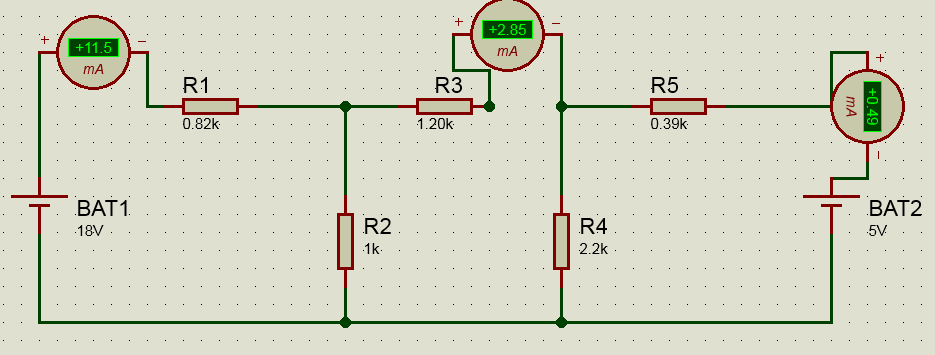 + +11.5 -
mA
+ +2.85 -
mA
R1
0.82k
R3
1.20k
R5
0.39k
+
+0.49
mA
-
BAT1
18V
R2
1k
R4
2.2k
BAT2
5V